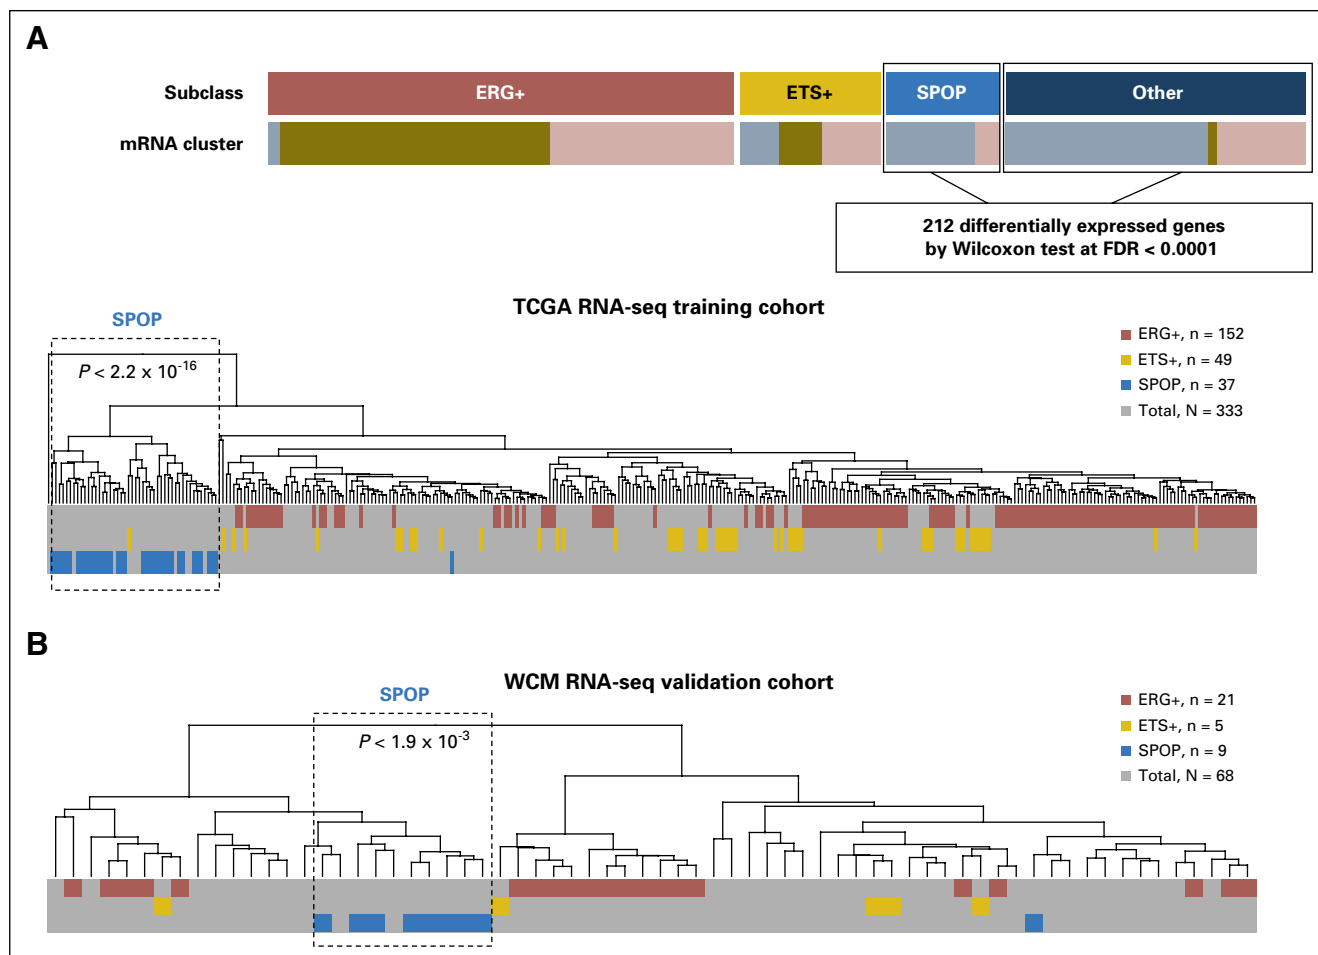 A
Subclass
ERG+
ETS+
SPOP
Other
mRNA cluster
212 differentially expressed genes
by Wilcoxon test at FDR < 0.0001
TCGA RNA-seq training cohort
SPOP
P < 2.2 x 10-16
ERG+, n = 152
ETS+, n = 49
SPOP, n = 37
Total, N = 333
B
WCM RNA-seq validation cohort
SPOP
P < 1.9 x 10-3
ERG+, n = 21
ETS+, n = 5
SPOP, n = 9
Total, N = 68